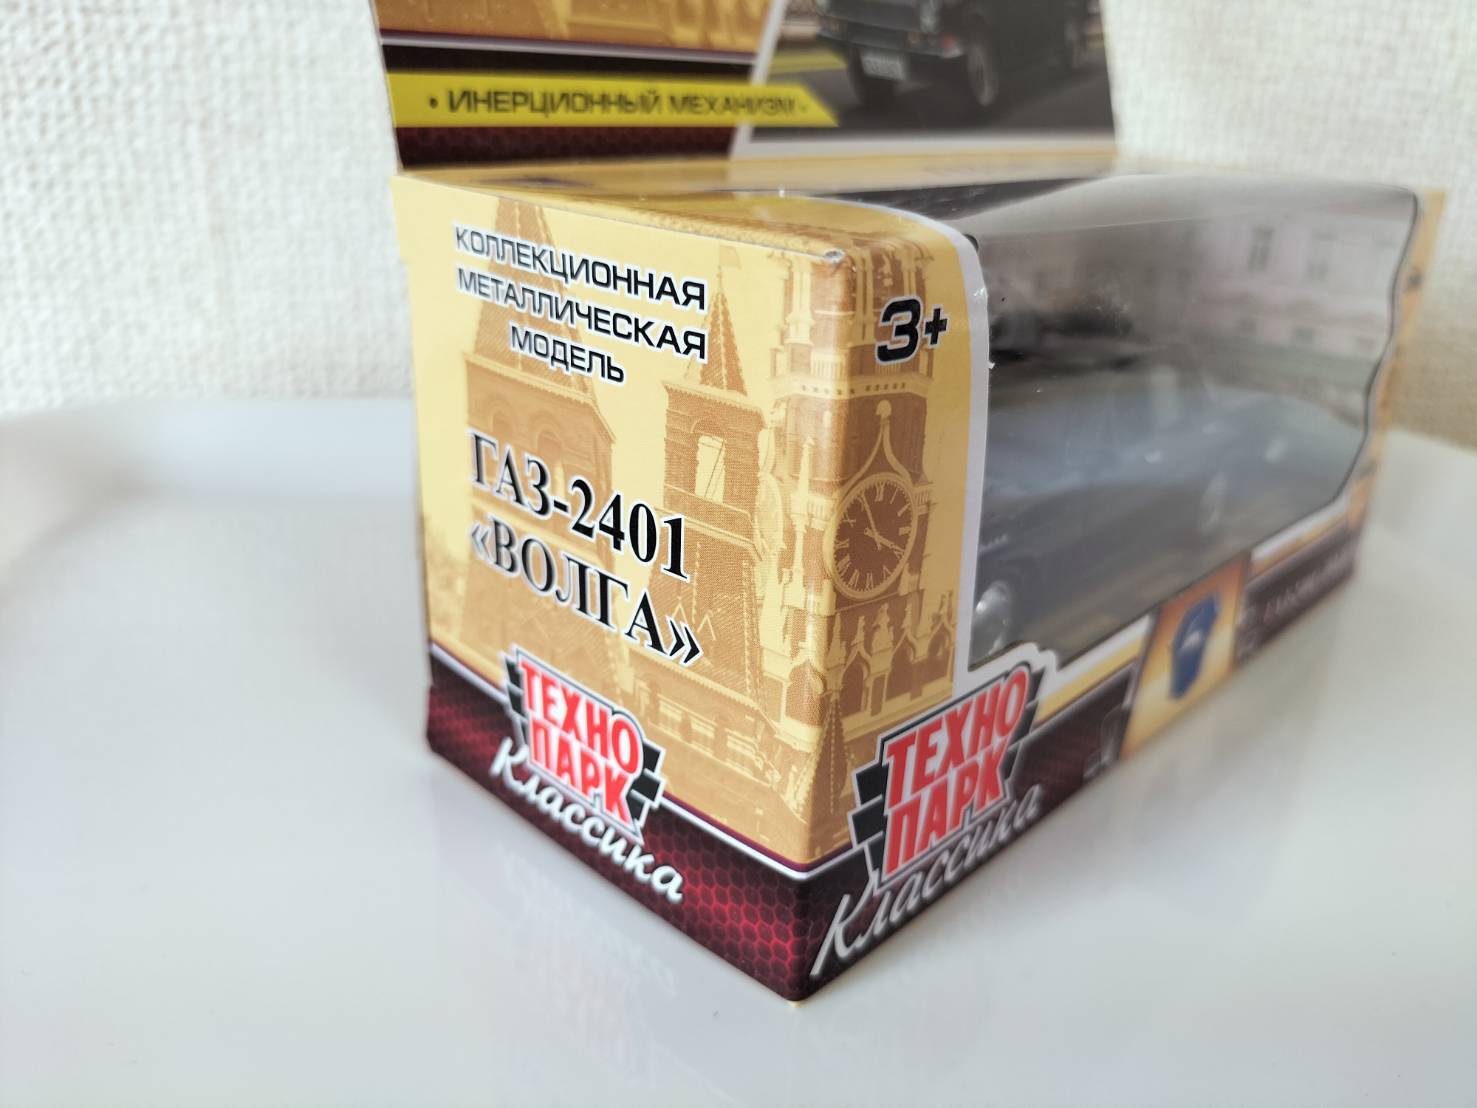 • ИНЕРЦИОННЫЙ МЕХАНИЗМ •
КОЛЛЕКЦИОННАЯ
МЕТАЛЛИЧЕСКАЯ
МОДЕЛЬ
3+
ГАЗ-2401
«ВОЛГА»
ТЕХНО
ПАРК
Классика
ТЕХНО
ПАРК
Классика